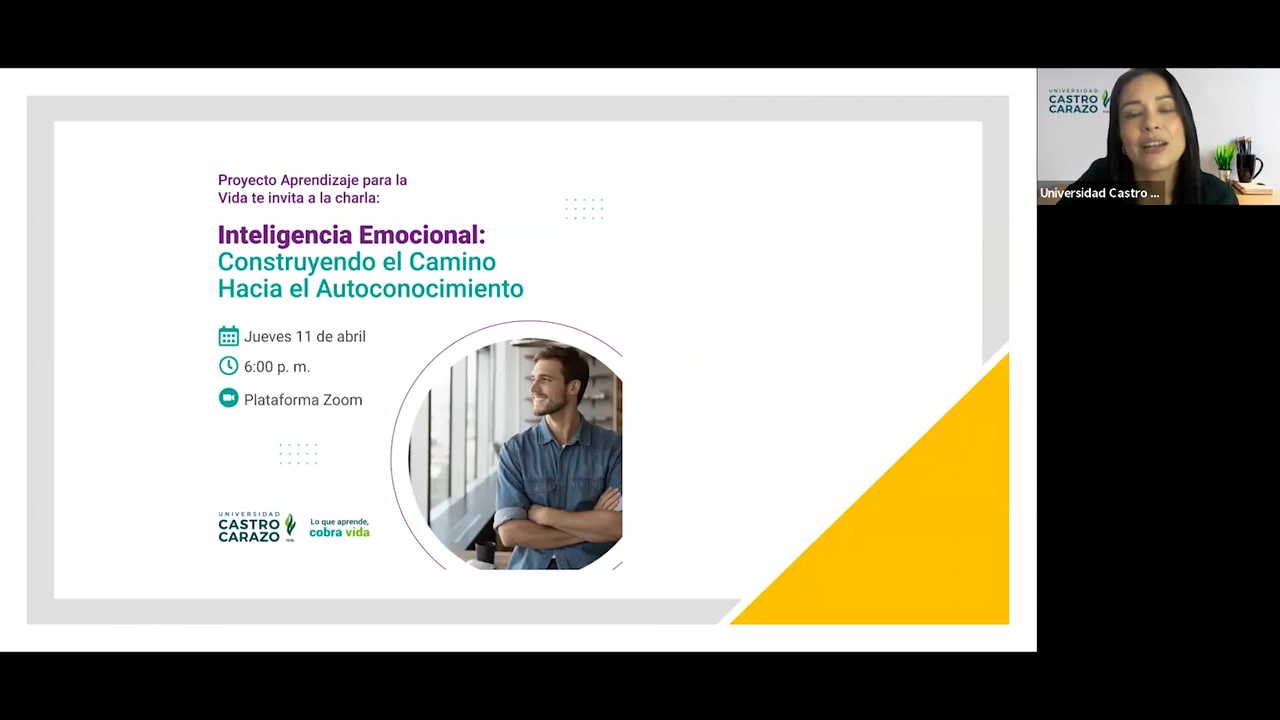 Proyecto Aprendizaje para la
Vida te invita a la charla:
Inteligencia Emocional:
Construyendo el Camino
Hacia el Autoconocimiento
Jueves 11 de abril
6:00 p. m.
Plataforma Zoom
UNIVERSIDAD
CASTRO
CARAZO
Lo que aprende,
cobra vida
UNIVERSIDAD
CASTRO
CARAZO
Universidad Castro ...